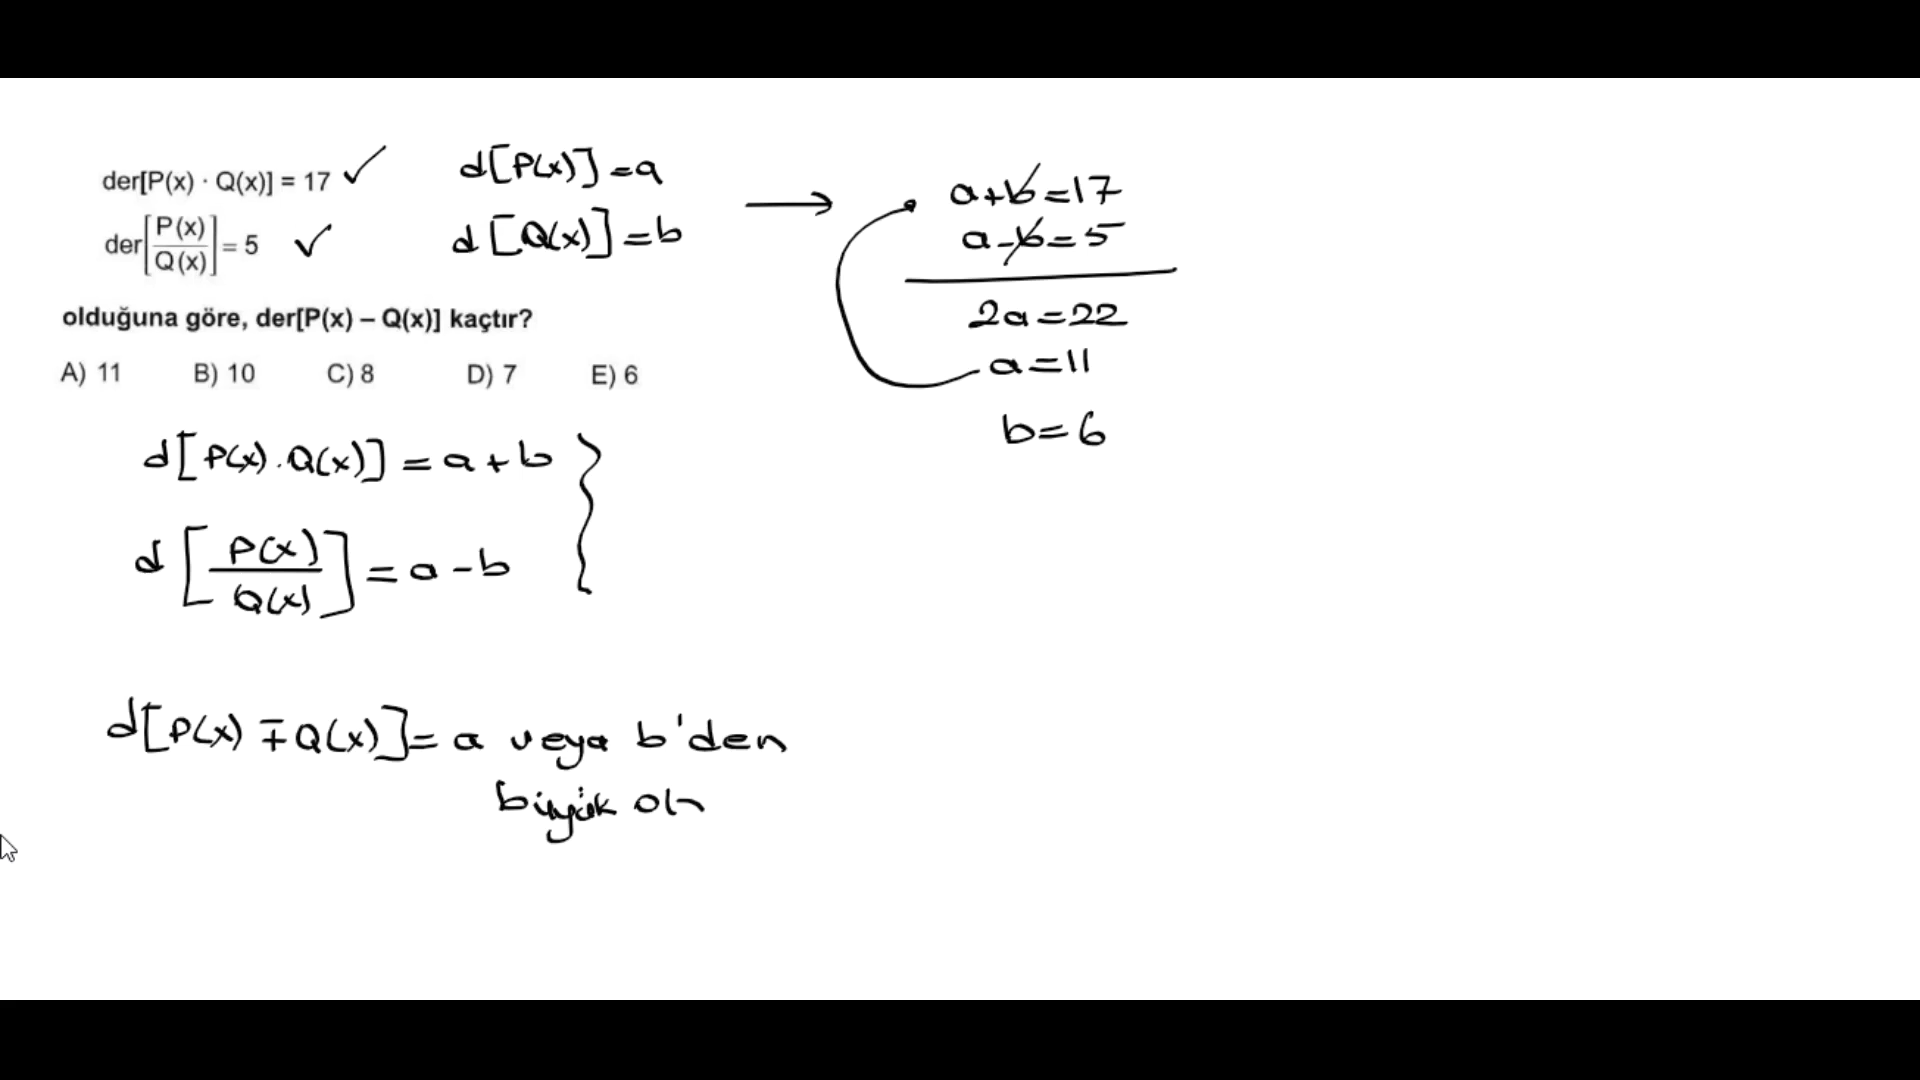 der[P(x) · Q(x)] = 17 ✓
der[P(x)/Q(x)] = 5 ✓
olduğuna göre, der[P(x) – Q(x)] kaçtır?
A) 11 B) 10 C) 8 D) 7 E) 6
d[P(x)] = a
d[Q(x)] = b
→
a+b=17
a-b=5
2a=22
a=11
b=6
d[P(x).Q(x)] = a+b
d[P(x)/Q(x)] = a-b
d[P(x)∓Q(x)] = a veya b'den
büyük oln